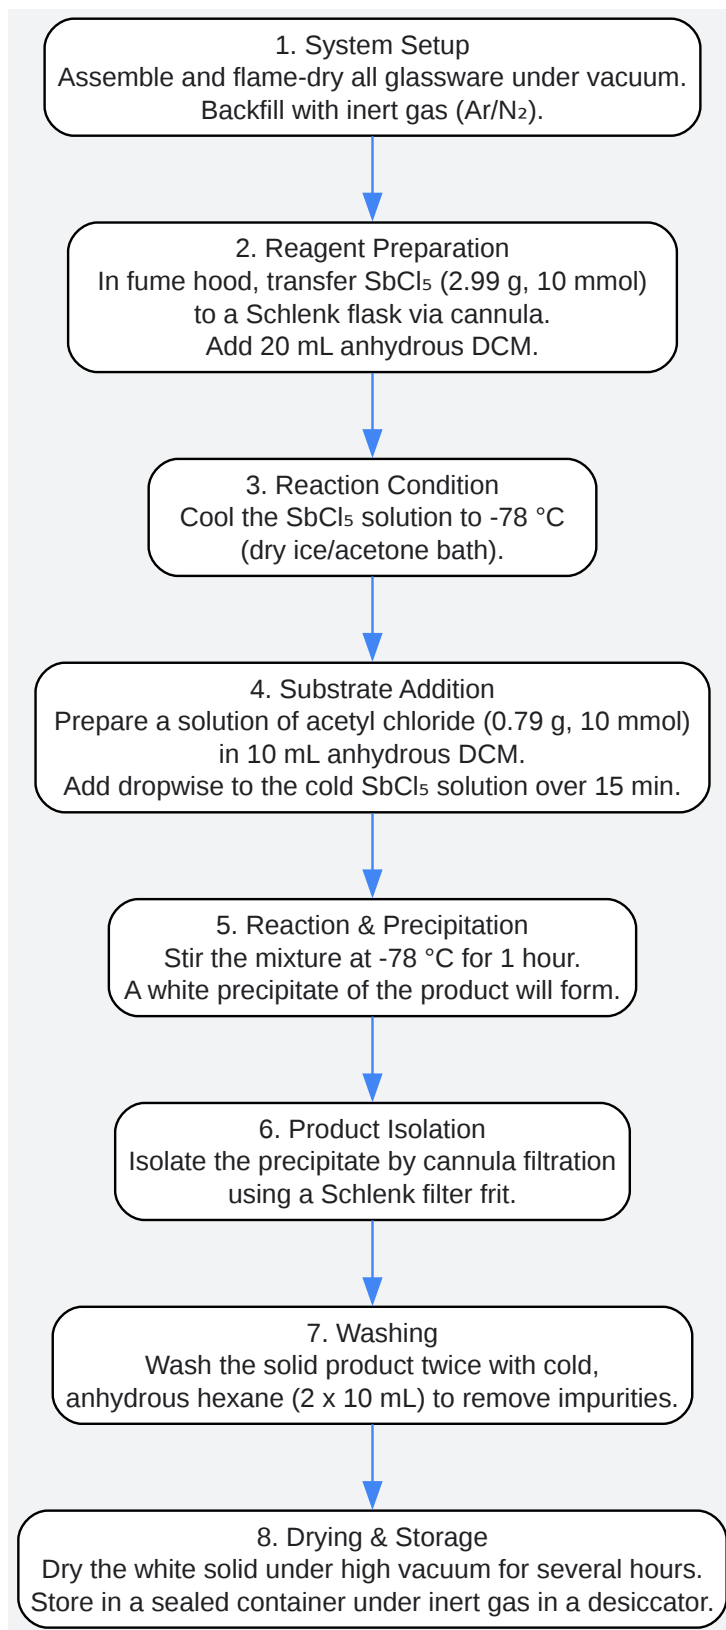 1. System Setup
Assemble and flame-dry all glassware under vacuum.
Backfill with inert gas (Ar/N₂).
2. Reagent Preparation
In fume hood, transfer SbCl₅ (2.99 g, 10 mmol)
to a Schlenk flask via cannula.
Add 20 mL anhydrous DCM.
3. Reaction Condition
Cool the SbCl₅ solution to -78 °C
(dry ice/acetone bath).
4. Substrate Addition
Prepare a solution of acetyl chloride (0.79 g, 10 mmol)
in 10 mL anhydrous DCM.
Add dropwise to the cold SbCl₅ solution over 15 min.
5. Reaction & Precipitation
Stir the mixture at -78 °C for 1 hour.
A white precipitate of the product will form.
6. Product Isolation
Isolate the precipitate by cannula filtration
using a Schlenk filter frit.
7. Washing
Wash the solid product twice with cold,
anhydrous hexane (2 x 10 mL) to remove impurities.
8. Drying & Storage
Dry the white solid under high vacuum for several hours.
Store in a sealed container under inert gas in a desiccator.